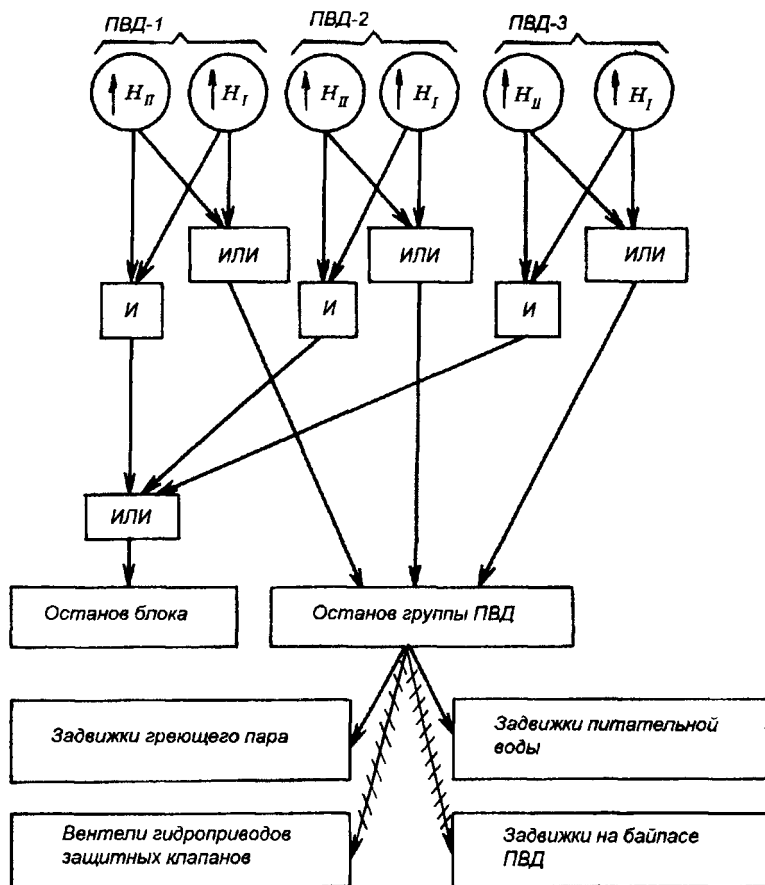 ПВД-1
ПВД-2
ПВД-3
↑ H_II
↑ H_I
↑ H_II
↑ H_I
↑ H_II
↑ H_I
ИЛИ
ИЛИ
ИЛИ
И
И
И
ИЛИ
Останов блока
Останов группы ПВД
Задвижки греющего пара
Задвижки питательной
воды
Вентели гидроприводов
защитных клапанов
Задвижки на байпасе
ПВД